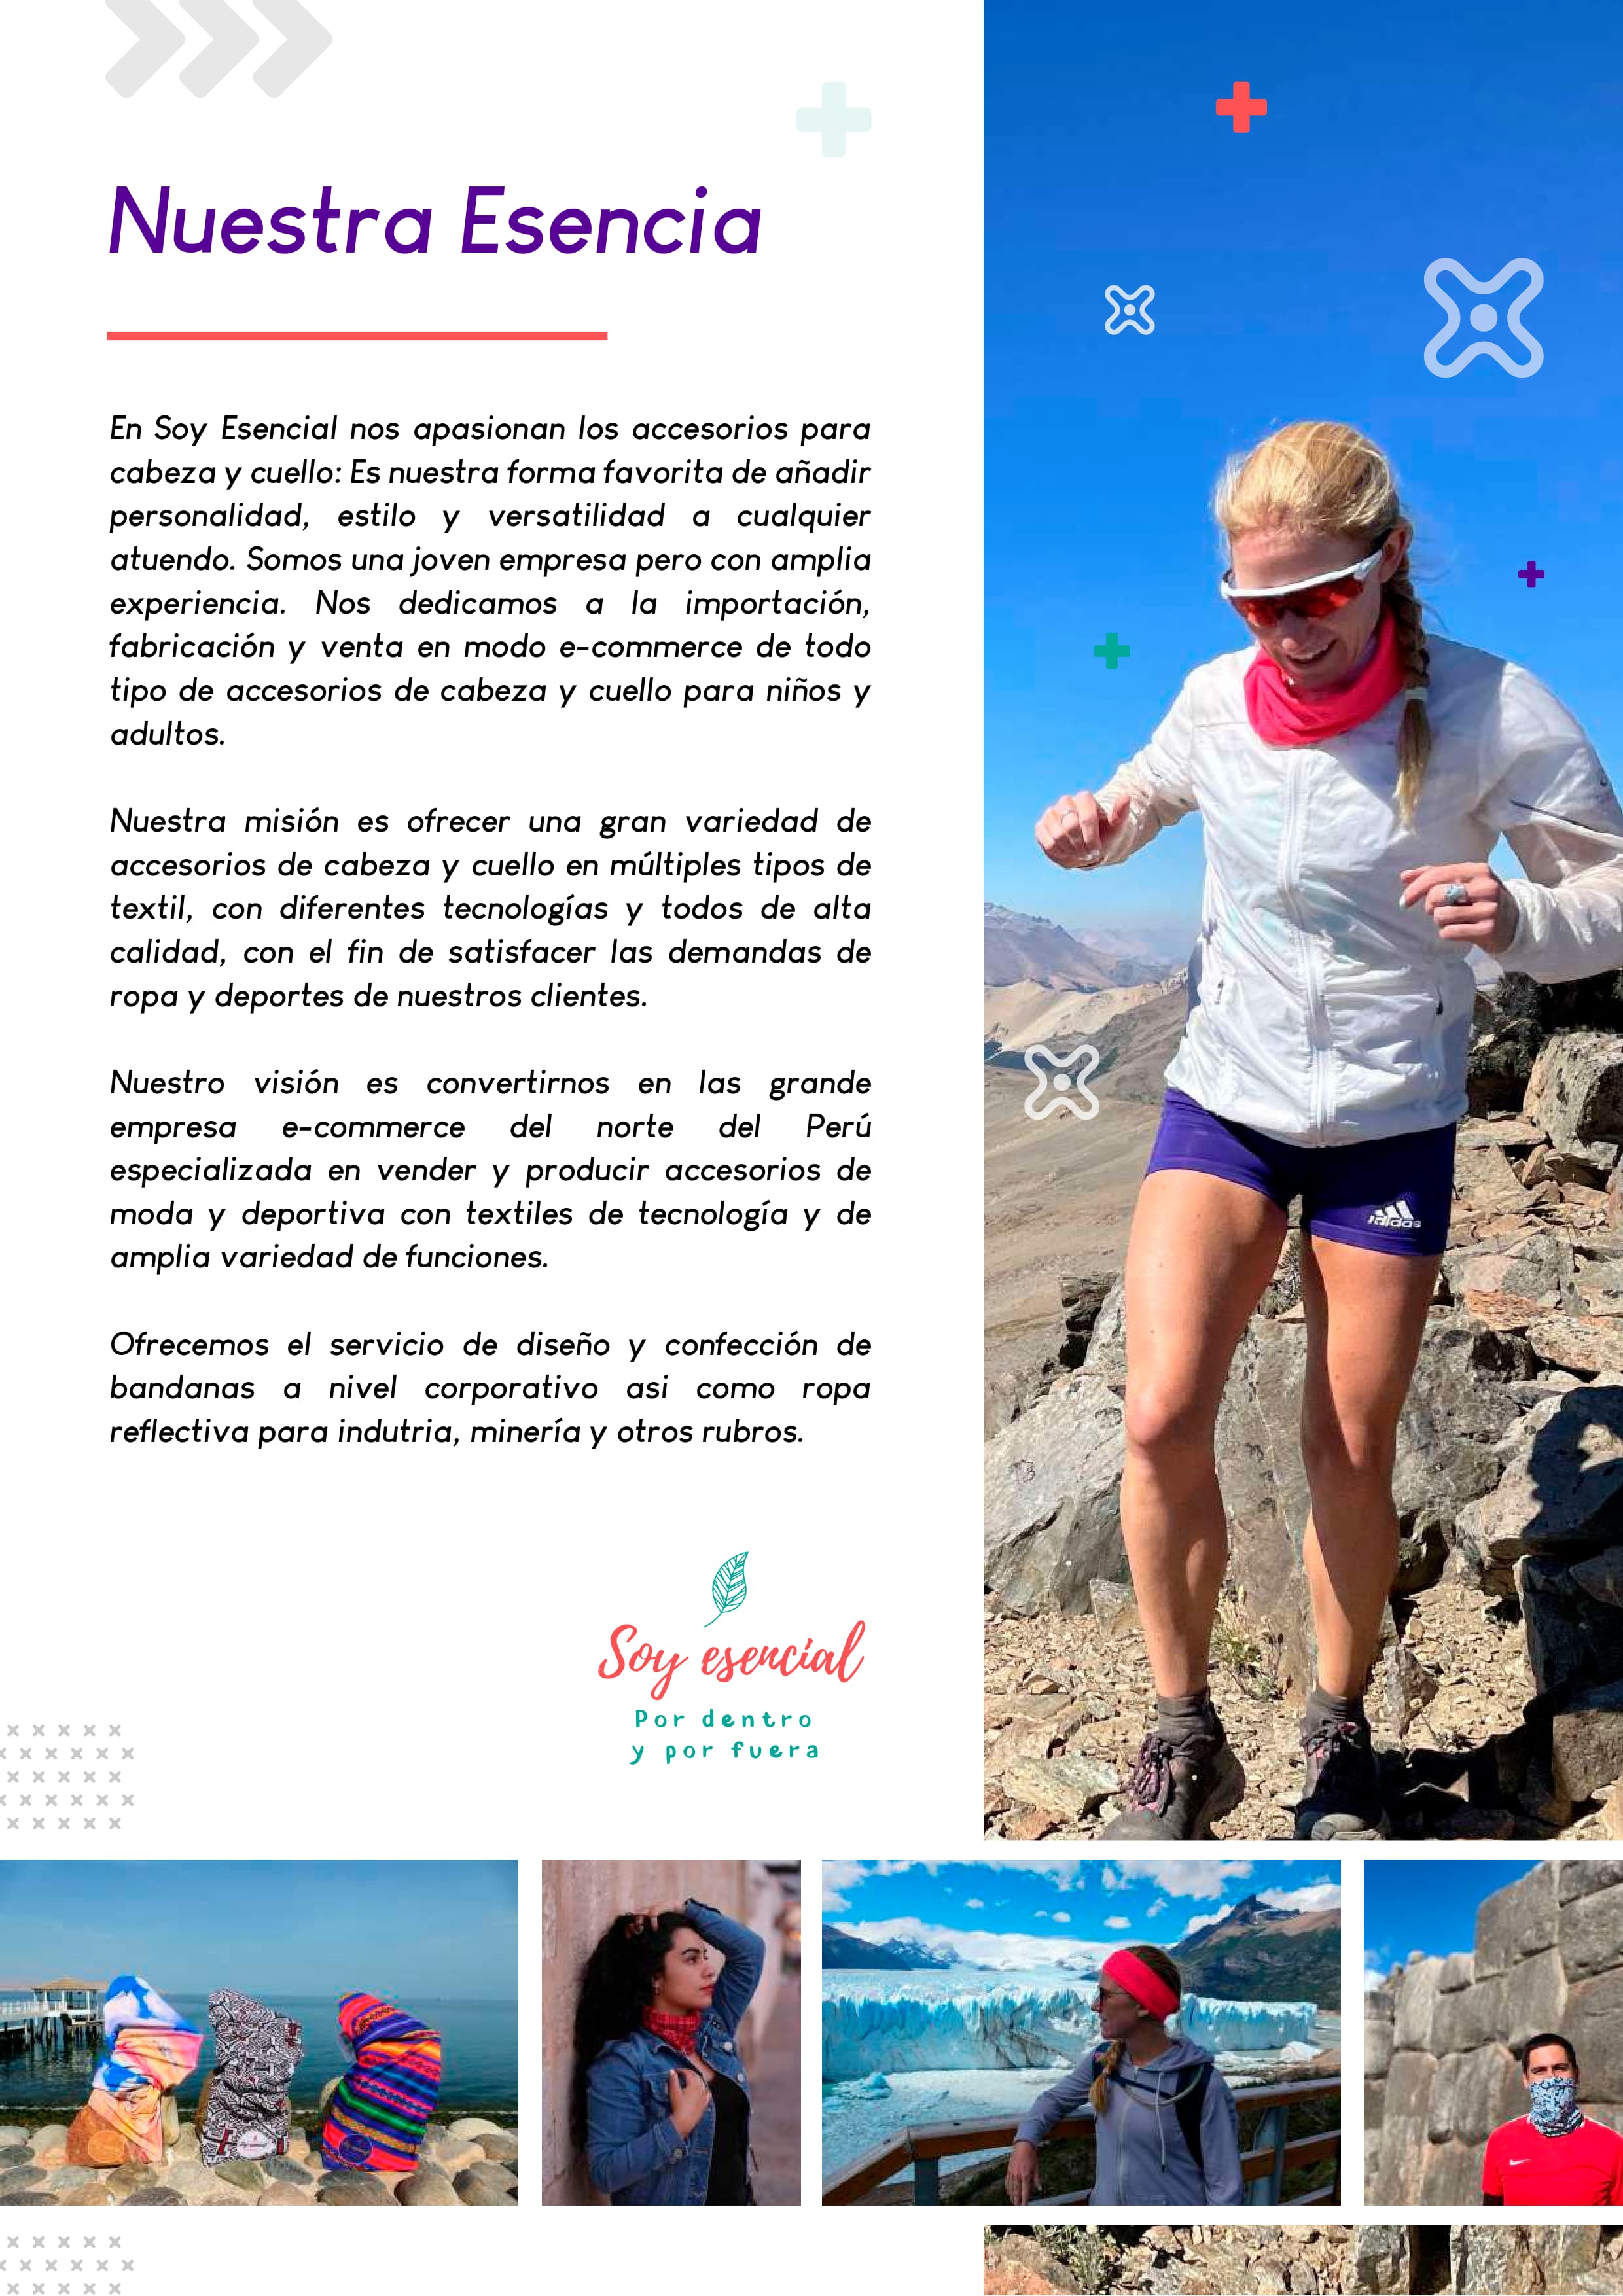 Nuestra Esencia
En Soy Esencial nos apasionan los accesorios para
cabeza y cuello: Es nuestra forma favorita de añadir
personalidad, estilo y versatilidad a cualquier
atuendo. Somos una joven empresa pero con amplia
experiencia. Nos dedicamos a la importación,
fabricación y venta en modo e-commerce de todo
tipo de accesorios de cabeza y cuello para niños y
adultos.
Nuestra misión es ofrecer una gran variedad de
accesorios de cabeza y cuello en múltiples tipos de
textil, con diferentes tecnologías y todos de alta
calidad, con el fin de satisfacer las demandas de
ropa y deportes de nuestros clientes.
Nuestro visión es convertirnos en las grande
empresa e-commerce del norte del Perú
especializada en vender y producir accesorios de
moda y deportiva con textiles de tecnología y de
amplia variedad de funciones.
Ofrecemos el servicio de diseño y confección de
bandanas a nivel corporativo asi como ropa
reflectiva para indutria, minería y otros rubros.
Soy esencial
Por dentro
y por fuera
adidas